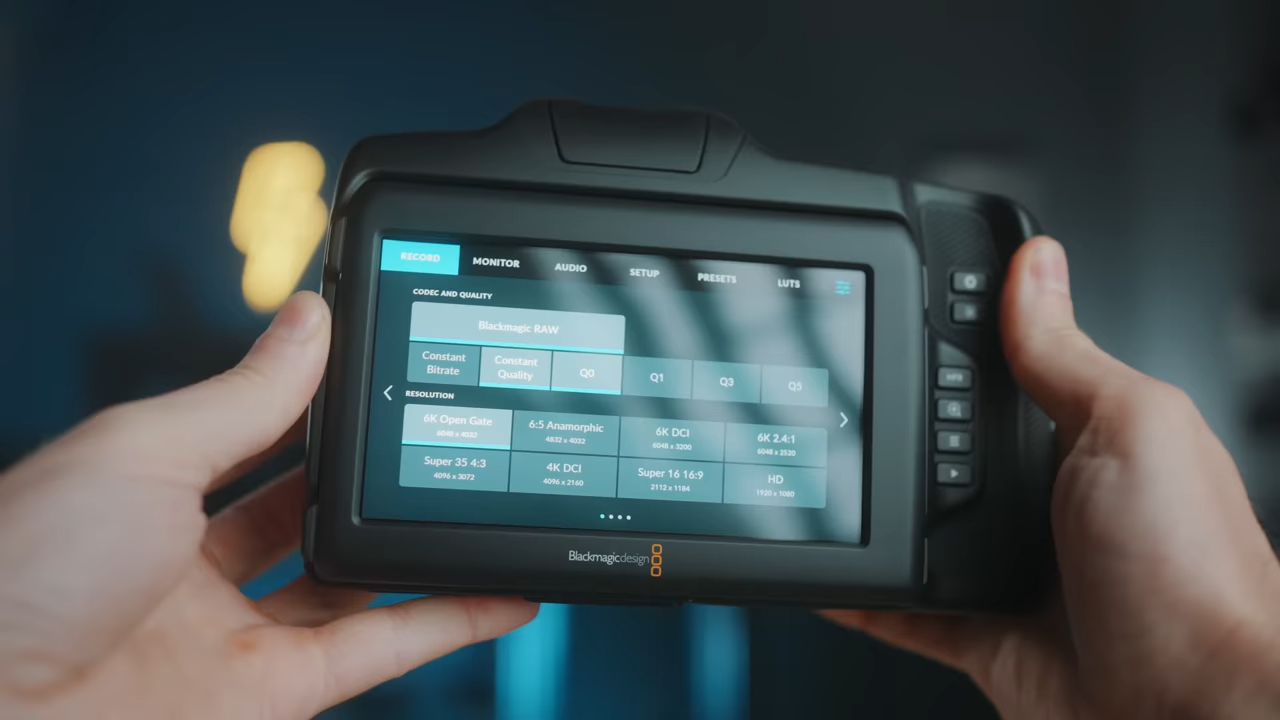 RECORD MONITOR AUDIO SETUP PRESETS LUTS
CODEC AND QUALITY
Blackmagic RAW
Constant Bitrate
Constant Quality
Q0 Q1 Q3 Q5
RESOLUTION
6K Open Gate
6048 x 4032
6:5 Anamorphic
4832 x 4032
6K DCI
6048 x 3200
6K 2.4:1
6048 x 2520
Super 35 4:3
4096 x 3072
4K DCI
4096 x 2160
Super 16 16:9
2112 x 1184
HD
1920 x 1080
Blackmagicdesign